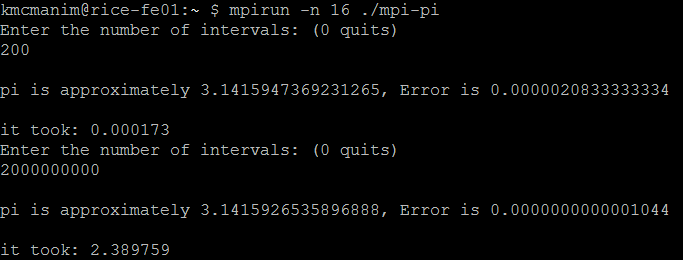 kmcmanim@rice-fe01:~ $ mpirun -n 16 ./mpi-pi
Enter the number of intervals: (0 quits)
200
pi is approximately 3.1415947369231265, Error is 0.0000020833333334
it took: 0.000173
Enter the number of intervals: (0 quits)
2000000000
pi is approximately 3.1415926535896888, Error is 0.0000000000001044
it took: 2.389759